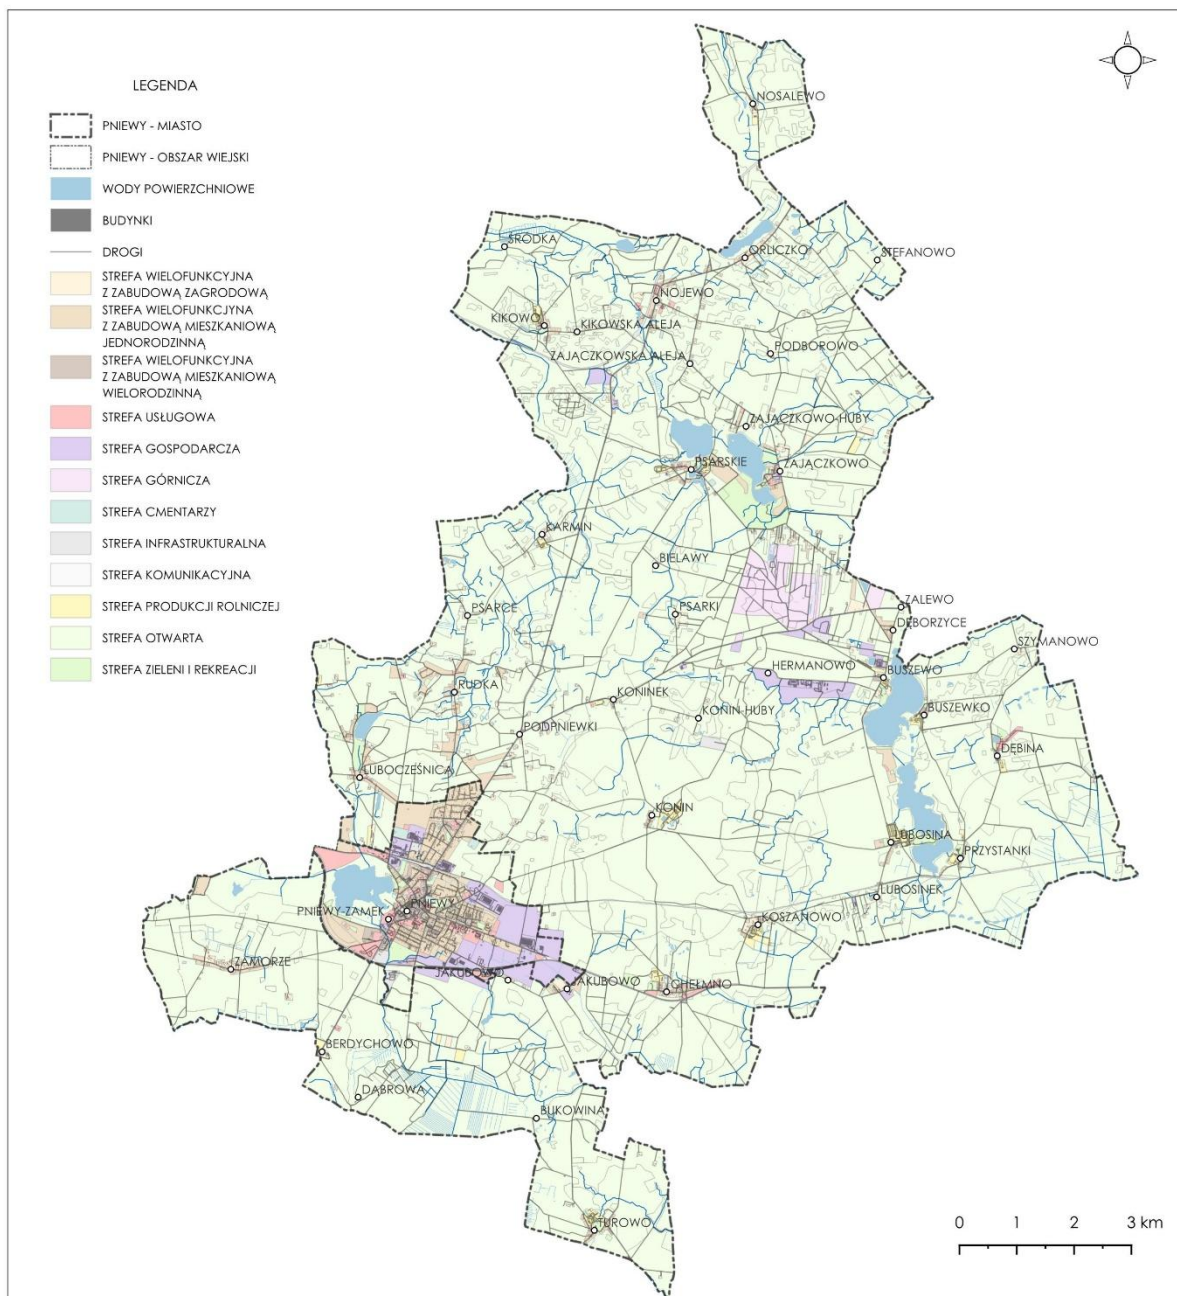 LEGENDA
PNIEWY - MIASTO
PNIEWY - OBSZAR WIEJSKI
WODY POWIERZCHNIOWE
BUDYNKI
DROGI
STREFA WIELOFUNKCYJNA
Z ZABUDOWĄ ZAGRODOWĄ
STREFA WIELOFUNKCJYNA
Z ZABUDOWĄ MIESZKANIOWĄ
JEDNORODZINNĄ
STREFA WIELOFUNKCYJNA
Z ZABUDOWĄ MIESZKANIOWĄ
WIELORODZINNĄ
STREFA USŁUGOWA
STREFA GOSPODARCZA
STREFA GÓRNICZA
STREFA CMENTARZY
STREFA INFRASTRUKTURALNA
STREFA KOMUNIKACYJNA
STREFA PRODUKCJI ROLNICZEJ
STREFA OTWARTA
STREFA ZIELENI I REKREACJI
NOSALEWO
ŚRODKA
ORLICZKO
STEFANOWO
NOJEWO
KIKOWO
KIKOWSKA ALEJA
ZAJĄCZKOWSKA ALEJA
PODBOROWO
ZAJĄCZKOWO-HUBY
PSARSKIE
ZAJĄCZKOWO
KARMIN
BIELAWY
PSARCE
PSARKI
ZALEWO
DĘBORZYCE
SZYMANOWO
HERMANOWO
BUSZEWO
RUDKA
KONINEK
KONIN-HUBY
BUSZEWKO
PODPNIEWKI
DĘBINA
LUBOCZEŚNICA
KONIN
LUBOSINA
PRZYSTANKI
LUBOSINEK
PNIEWY
PNIEWY-ZAMEK
KOSZANOWO
ZAMORZE
JAKUBOWO
JAKUBOWO
CHEŁMNO
BERDYCHOWO
DĄBROWA
BUKOWINA
TUROWO
0 1 2 3 km